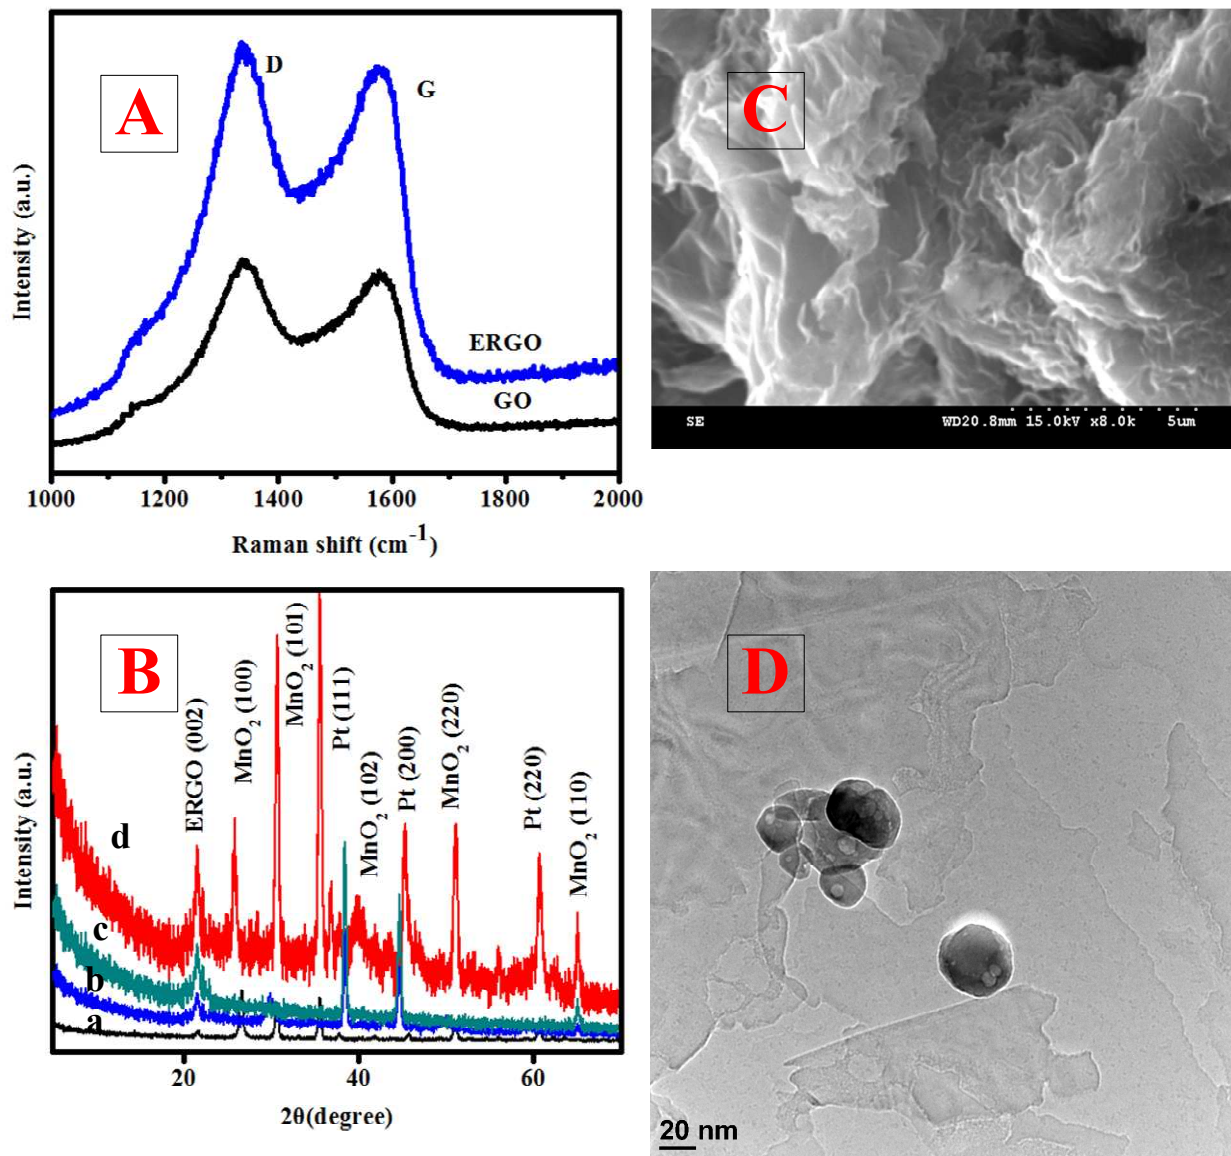 A
D
G
ERGO
GO
Intensity (a.u.)
1000 1200 1400 1600 1800 2000
Raman shift (cm-1)
C
SE WD20.8mm 15.0kV x8.0k 5um
B
ERGO (002)
MnO2 (100)
MnO2 (101)
Pt (111)
MnO2 (102)
Pt (200)
MnO2 (220)
Pt (220)
MnO2 (110)
d
c
b
a
Intensity (a.u.)
20 40 60
2θ(degree)
D
20 nm